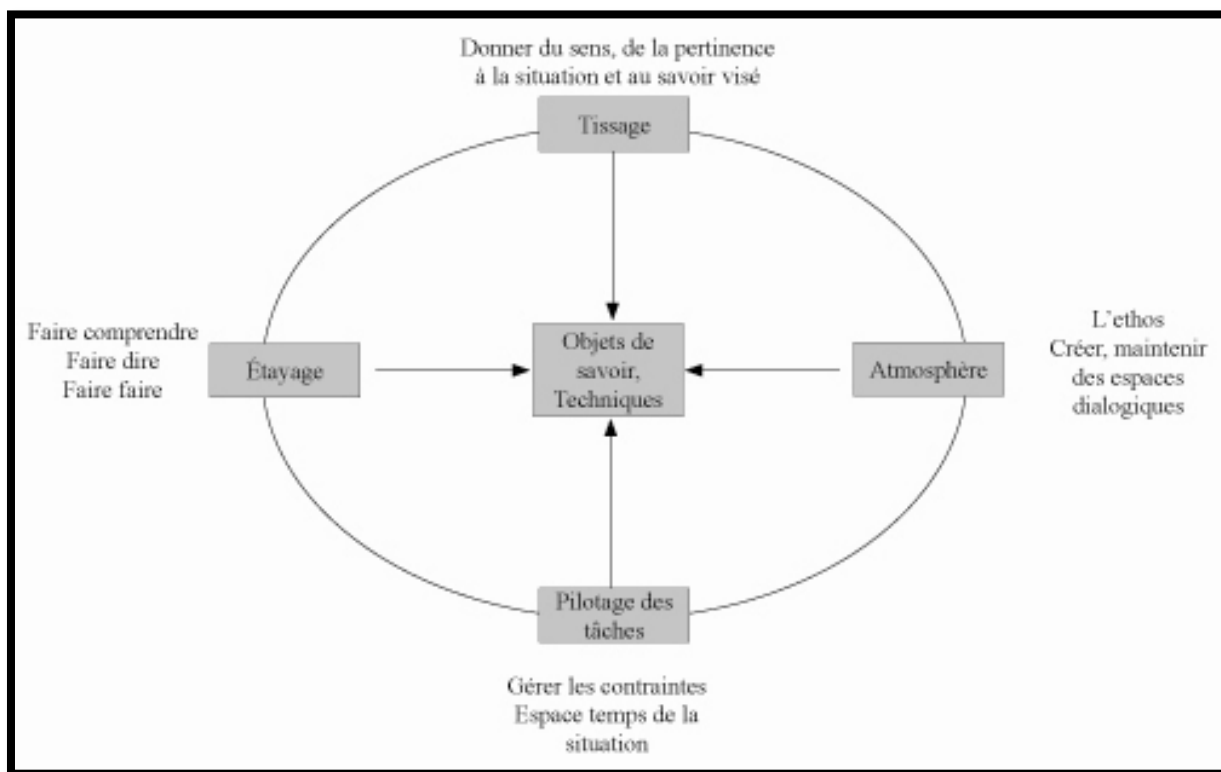 Donner du sens, de la pertinence
à la situation et au savoir visé
Tissage
Faire comprendre
Faire dire
Faire faire
Étayage
Objets de
savoir,
Techniques
Atmosphère
L'ethos
Créer, maintenir
des espaces
dialogiques
Pilotage des
tâches
Gérer les contraintes
Espace temps de la
situation